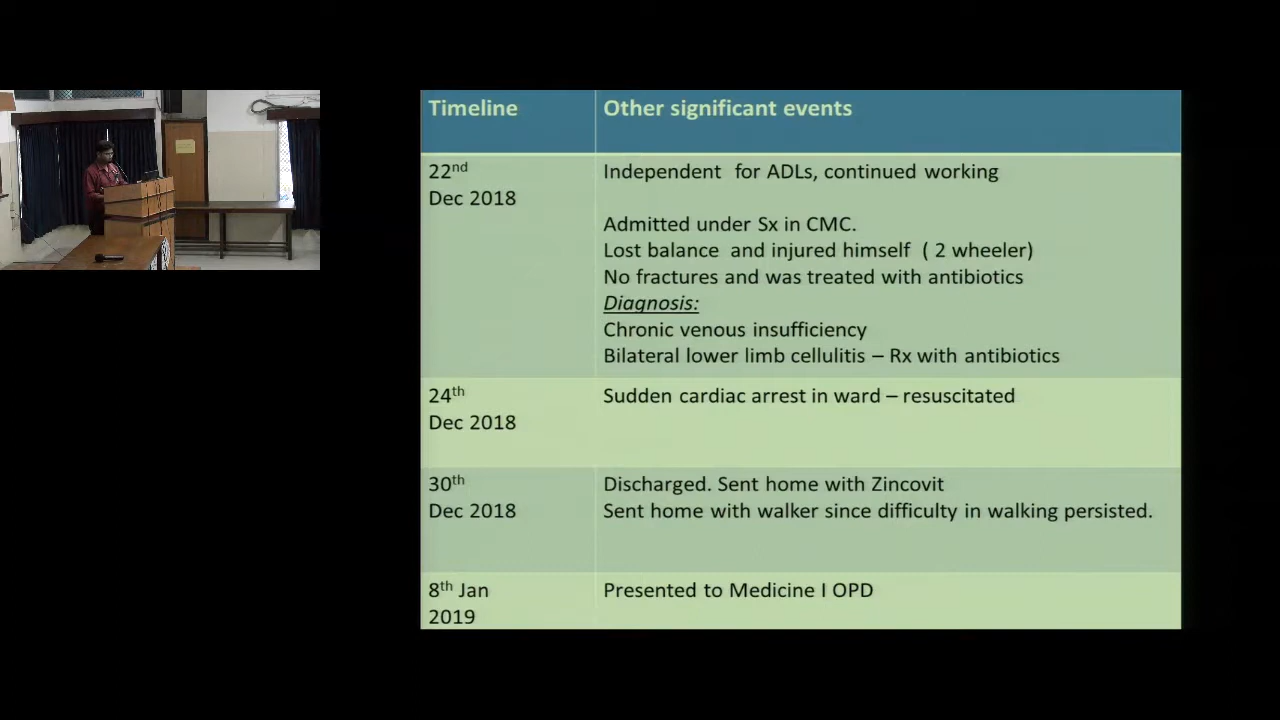 Timeline
Other significant events
22nd
Dec 2018
Independent for ADLs, continued working
Admitted under Sx in CMC.
Lost balance and injured himself ( 2 wheeler)
No fractures and was treated with antibiotics
Diagnosis:
Chronic venous insufficiency
Bilateral lower limb cellulitis – Rx with antibiotics
24th
Dec 2018
Sudden cardiac arrest in ward – resuscitated
30th
Dec 2018
Discharged. Sent home with Zincovit
Sent home with walker since difficulty in walking persisted.
8th Jan
2019
Presented to Medicine I OPD